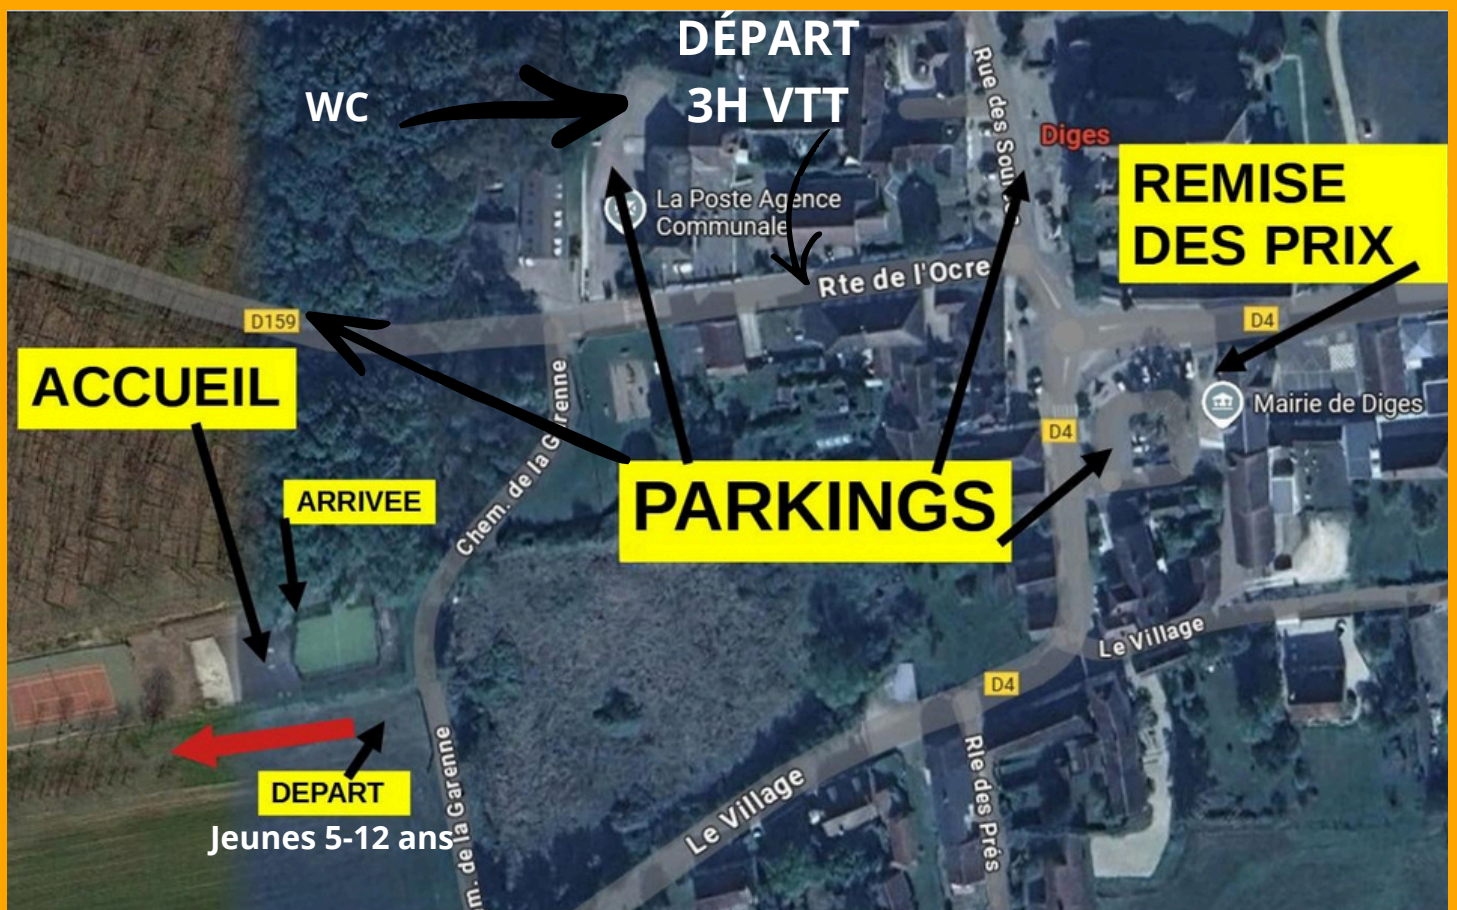 DÉPART
3H VTT
WC
Rue des Sources
Diges
REMISE
DES PRIX
La Poste Agence
Communale
Rte de l'Ocre
D159
D4
ACCUEIL
Chem. de la Garenne
D4
Mairie de Diges
PARKINGS
ARRIVEE
Le Village
D4
DEPART
Jeunes 5-12 ans
m. de la Garenne
Le Village
Rle des Prés